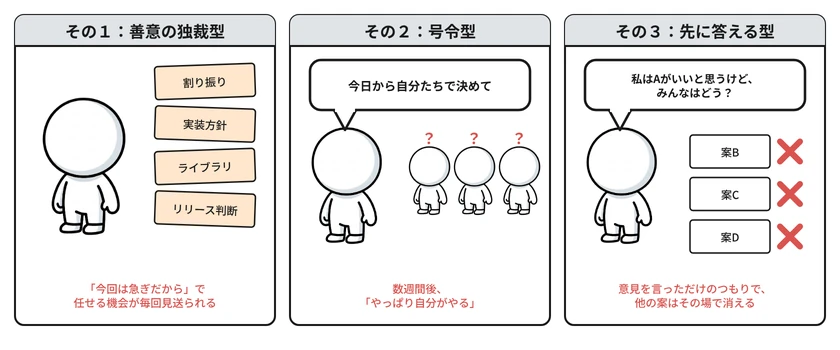 その１：善意の独裁型
割り振り
実装方針
ライブラリ
リリース判断
「今回は急ぎだから」で
任せる機会が毎回見送られる
その２：号令型
今日から自分たちで決めて
? ? ?
数週間後、
「やっぱり自分がやる」
その３：先に答える型
私はAがいいと思うけど、
みんなはどう？
案B
案C
案D
意見を言っただけのつもりで、
他の案はその場で消える